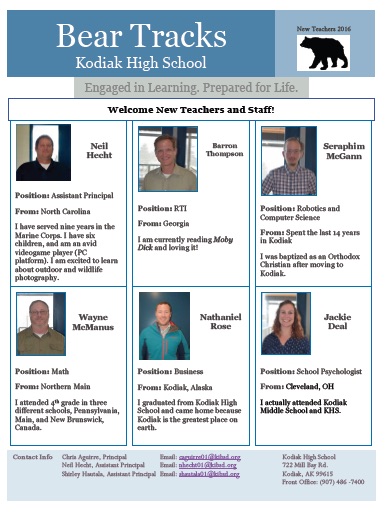 Bear Tracks
Kodiak High School
New Teachers 2016
Engaged in Learning. Prepared for Life.
Welcome New Teachers and Staff!
Neil
Hecht
Position: Assistant Principal
From: North Carolina
I have served nine years in the
Marine Corps. I have six
children, and am an avid
videogame player (PC
platform). I am excited to learn
about outdoor and wildlife
photography.
Barron
Thompson
Position: RTI
From: Georgia
I am currently reading Moby
Dick and loving it!
Seraphim
McGann
Position: Robotics and
Computer Science
From: Spent the last 14 years
in Kodiak
I was baptized as an Orthodox
Christian after moving to
Kodiak.
Wayne
McManus
Position: Math
From: Northern Main
I attended 4th grade in three
different schools, Pennsylvania,
Main, and New Brunswick,
Canada.
Nathaniel
Rose
Position: Business
From: Kodiak, Alaska
I graduated from Kodiak High
School and came home because
Kodiak is the greatest place on
earth.
Jackie
Deal
Position: School Psychologist
From: Cleveland, OH
I actually attended Kodiak
Middle School and KHS.
Contact Info
Chris Aguirre, Principal Email: caguirre01@kibsd.org
Neil Hecht, Assistant Principal Email: nhecht01@kibsd.org
Shirley Hautala, Assistant Principal Email: shautala01@kibsd.org
Kodiak High School
722 Mill Bay Rd.
Kodiak, AK 99615
Front Office: (907) 486 -7400